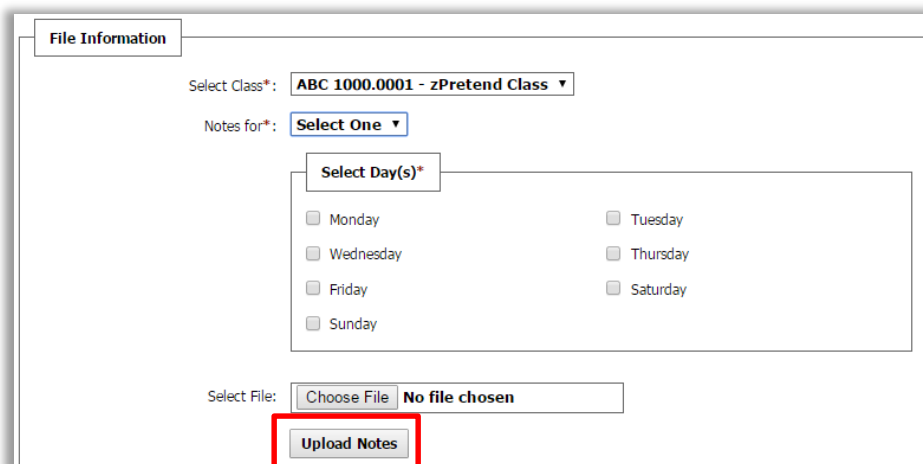 File Information
Select Class*: ABC 1000.0001 - zPretend Class
Notes for*: Select One
Select Day(s)*
Monday Tuesday
Wednesday Thursday
Friday Saturday
Sunday
Select File: Choose File No file chosen
Upload Notes